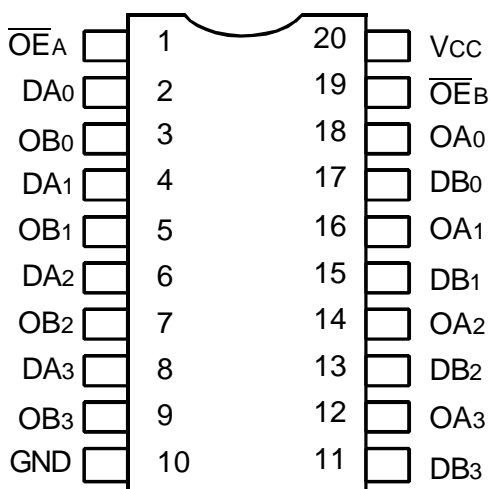 O̅E̅A 1 20 VCC
DA0 2 19 O̅E̅B
OB0 3 18 OA0
DA1 4 17 DB0
OB1 5 16 OA1
DA2 6 15 DB1
OB2 7 14 OA2
DA3 8 13 DB2
OB3 9 12 OA3
GND 10 11 DB3